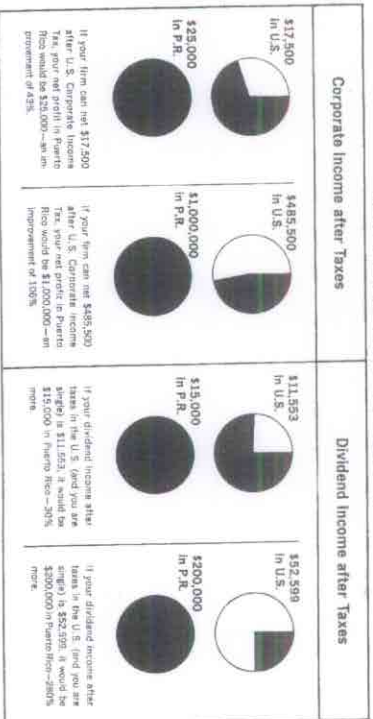 Corporate Income after Taxes
$17,500
in U.S.
$25,000
in P.R.
If your firm can net $17,500
after U.S. Corporate Income
Tax, your net profit in Puerto
Rico would be $25,000—an im-
provement of 43%
$485,500
in U.S.
$1,000,000
in P.R.
If your firm can net $485,500
after U.S. Corporate Income
Tax, your net profit in Puerto
Rico would be $1,000,000—an
improvement of 106%
Dividend Income after Taxes
$11,553
in U.S.
$15,000
in P.R.
If your dividend income after
taxes in the U.S. (and you are
single) is $11,553, it would be
$15,000 in Puerto Rico—30%
more.
$52,599
in U.S.
$200,000
in P.R.
If your dividend income after
taxes in the U.S. (and you are
single) is $52,599, it would be
$200,000 in Puerto Rico—280%
more.